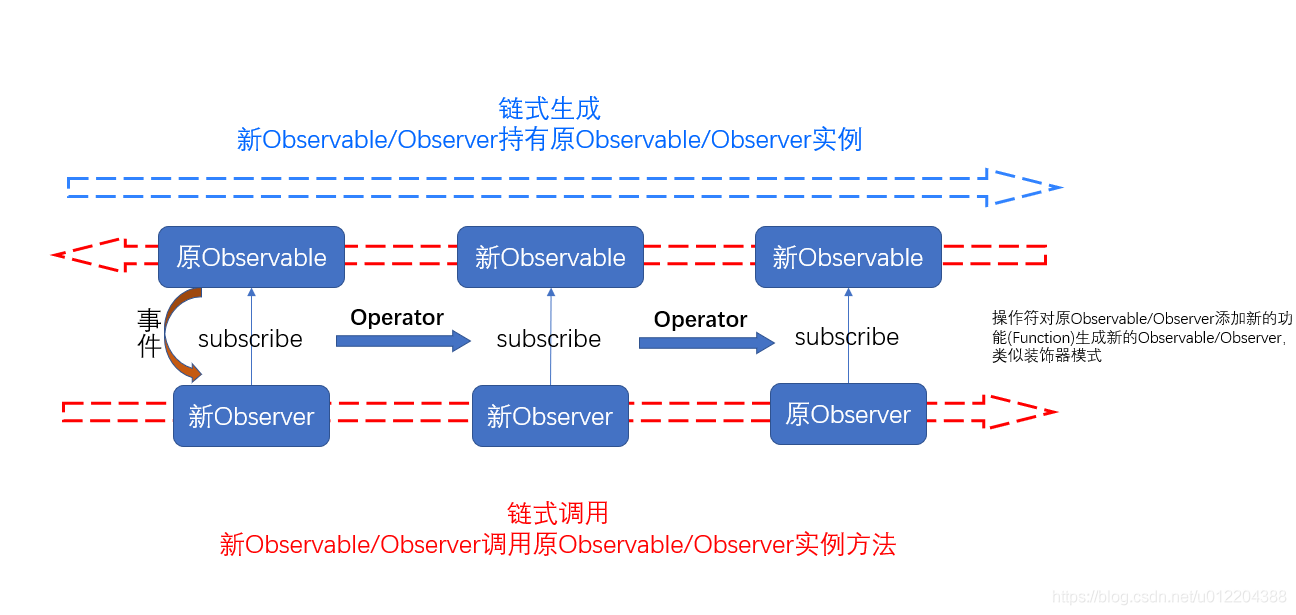 链式生成
新Observable/Observer持有原Observable/Observer实例
原Observable
新Observable
新Observable
事件
subscribe
Operator
subscribe
Operator
subscribe
操作符对原Observable/Observer添加新的功
能(Function)生成新的Observable/Observer,
类似装饰器模式
新Observer
新Observer
原Observer
链式调用
新Observable/Observer调用原Observable/Observer实例方法
https://blog.csdn.net/u012204388